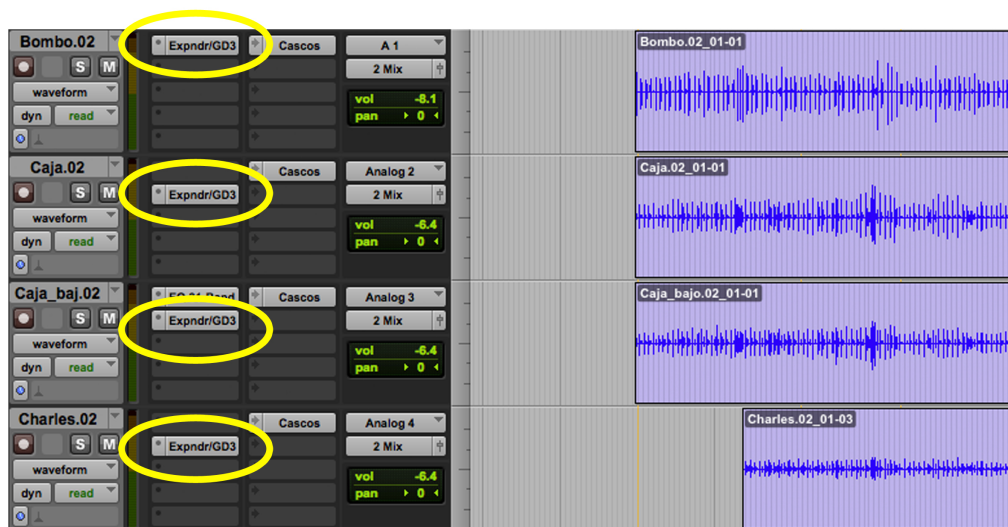 Bombo.02
Expndr/GD3
Cascos
A 1
Bombo.02_01-01
S
M
2 Mix
waveform
vol -8.1
dyn
read
pan 0
Caja.02
Cascos
Analog 2
Caja.02_01-01
S
M
Expndr/GD3
2 Mix
waveform
vol -6.4
dyn
read
pan 0
Caja_baj.02
Cascos
Analog 3
Caja_bajo.02_01-01
S
M
Expndr/GD3
2 Mix
waveform
vol -6.4
dyn
read
pan 0
Charles.02
Cascos
Analog 4
Charles.02_01-03
S
M
Expndr/GD3
2 Mix
waveform
vol -6.4
dyn
read
pan 0